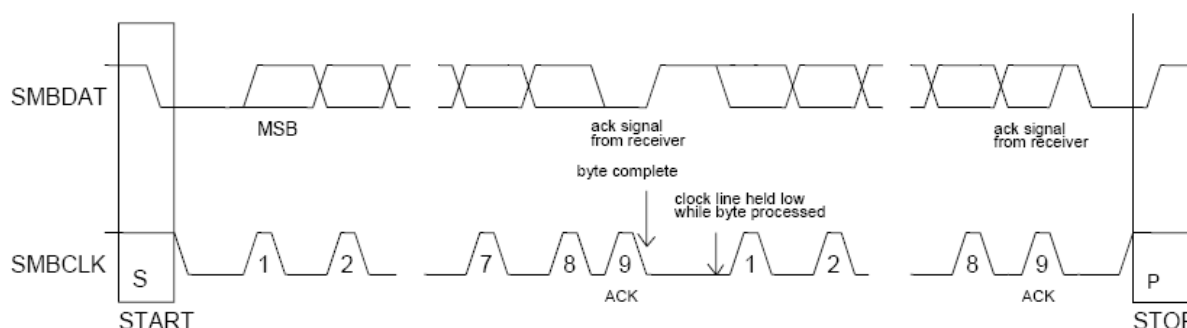 SMBDAT
MSB
ack signal
from receiver
ack signal
from receiver
byte complete
clock line held low
while byte processed
SMBCLK
S
1
2
7
8
9
1
2
8
9
P
ACK
ACK
START
STOP